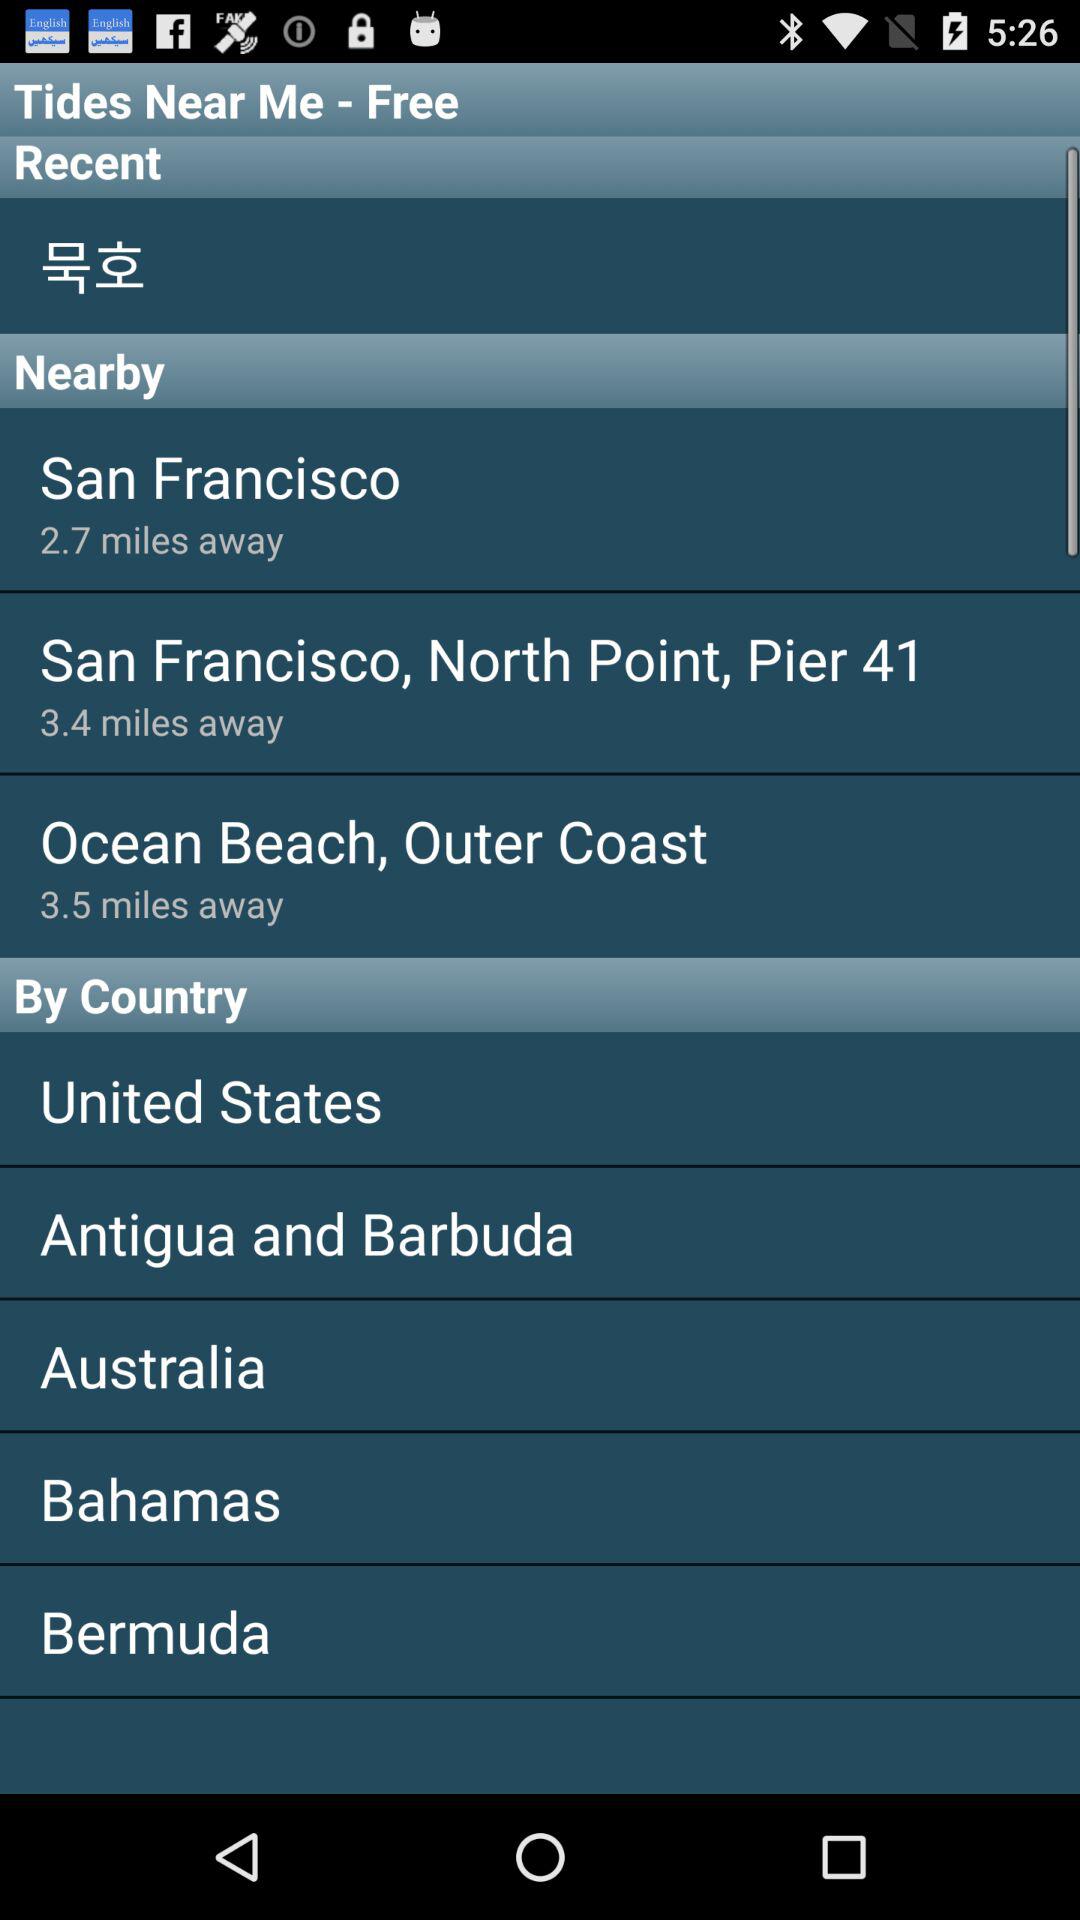 English
سیکھیں
English
سیکھیں
FAKE
5:26
Tides Near Me - Free
Recent
묵호
Nearby
San Francisco
2.7 miles away
San Francisco, North Point, Pier 41
3.4 miles away
Ocean Beach, Outer Coast
3.5 miles away
By Country
United States
Antigua and Barbuda
Australia
Bahamas
Bermuda